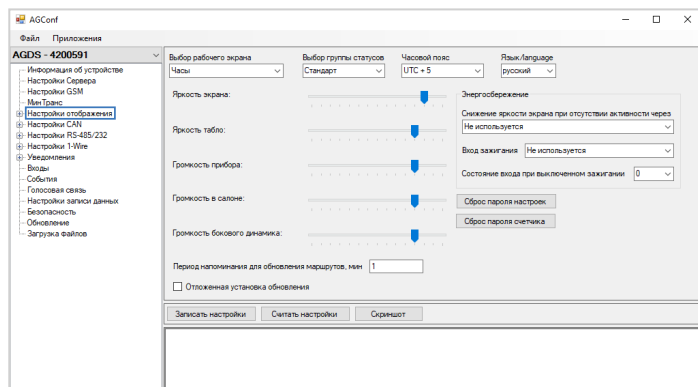 AGConf
Файл Приложения
AGDS - 4200591
Информация об устройстве
Настройки Сервера
Настройки GSM
МинТранс
Настройки отображения
Настройки CAN
Настройки RS-485/232
Настройки 1-Wire
Уведомления
Входы
События
Голосовая связь
Настройки записи данных
Безопасность
Обновление
Загрузка файлов
Выбор рабочего экрана Выбор группы статусов Часовой пояс Язык/language
Часы Стандарт UTC + 5 русский
Яркость экрана:
Яркость табло:
Громкость прибора:
Громкость в салоне:
Громкость бокового динамика:
Период напоминания для обновления маршрутов, мин 1
Отложенная установка обновления
Энергосбережение
Снижение яркости экрана при отсутствии активности через
Не используется
Вход зажигания Не используется
Состояние входа при выключенном зажигании 0
Сброс пароля настроек
Сброс пароля счетчика
Записать настройки Считать настройки Скриншот